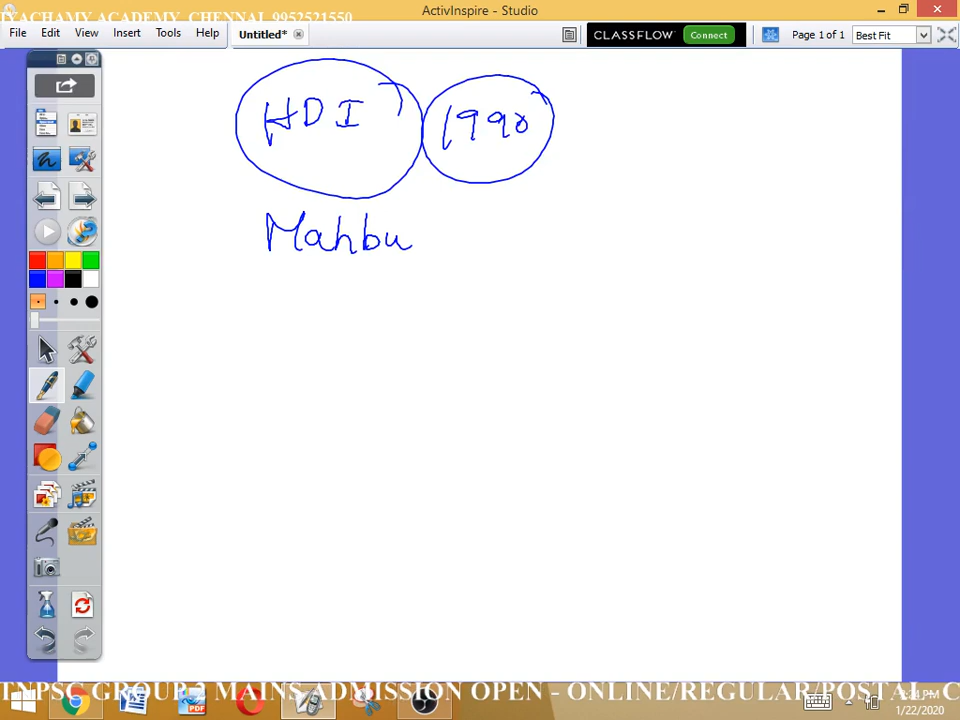 IYACHAMY ACADEMY, CHENNAI 9952521550
ActivInspire - Studio
File Edit View Insert Tools Help Untitled* CLASSFLOW Connect Page 1 of 1 Best Fit
HDI 1990
Mahbu
TNPSC GROUP 2 MAINS ADMISSION OPEN - ONLINE/REGULAR/POSTAL
1/22/2020